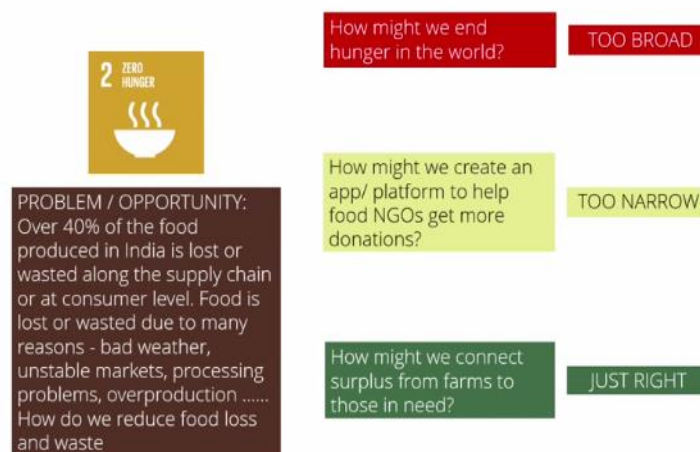 2 ZERO
HUNGER
PROBLEM / OPPORTUNITY:
Over 40% of the food
produced in India is lost or
wasted along the supply chain
or at consumer level. Food is
lost or wasted due to many
reasons - bad weather,
unstable markets, processing
problems, overproduction ......
How do we reduce food loss
and waste
How might we end
hunger in the world?
TOO BROAD
How might we create an
app/ platform to help
food NGOs get more
donations?
TOO NARROW
How might we connect
surplus from farms to
those in need?
JUST RIGHT